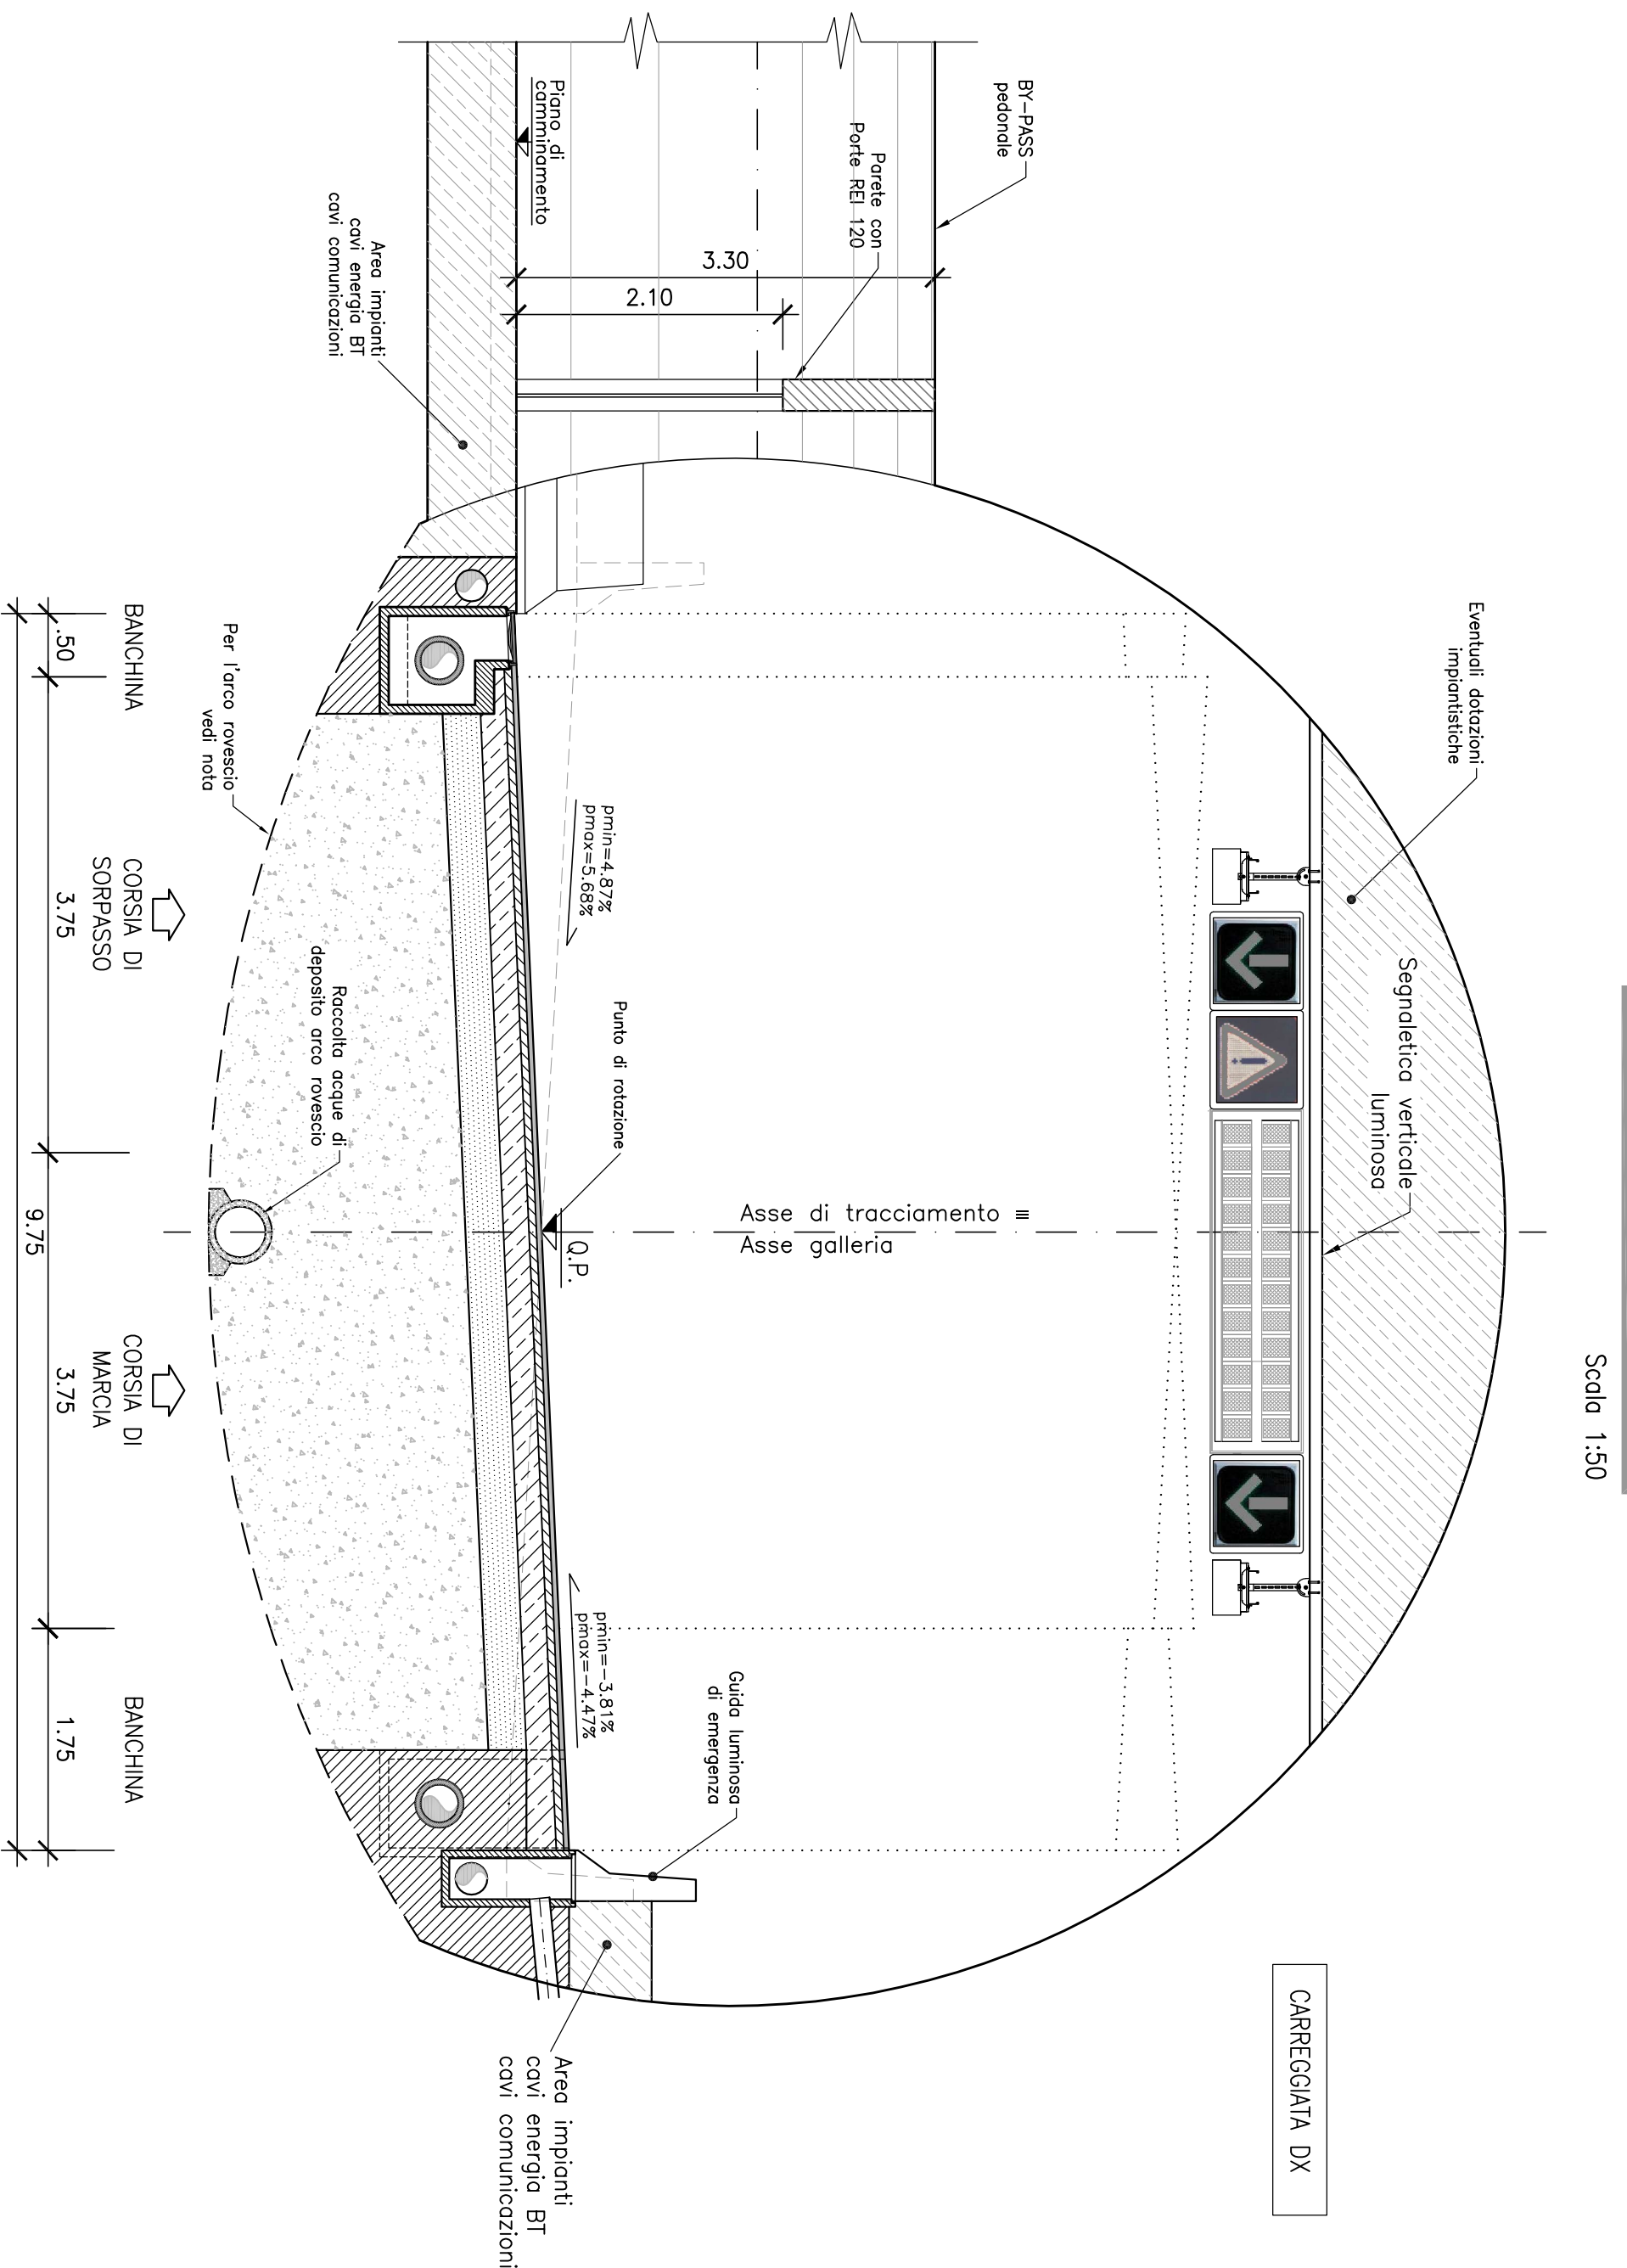 Scala 1:50
CARREGGIATA DX
Eventuali dotazioni
impiantistiche
Segnaletica verticale
luminosa
BY-PASS
pedonale
Parete con
Porte REI 120
3.30
2.10
Piano di
camminamento
Area impianti
cavi energia BT
cavi comunicazioni
Asse di tracciamento ≡
Asse galleria
Guida luminosa
di emergenza
Punto di rotazione
Q.P.
pmin=4.87%
pmax=5.68%
pmin=-3.81%
pmax=-4.47%
Area impianti
cavi energia BT
cavi comunicazioni
Raccolta acque di
deposito arco rovescio
Per l'arco rovescio
vedi nota
BANCHINA
CORSIA DI
SORPASSO
CORSIA DI
MARCIA
BANCHINA
.50
3.75
3.75
1.75
9.75